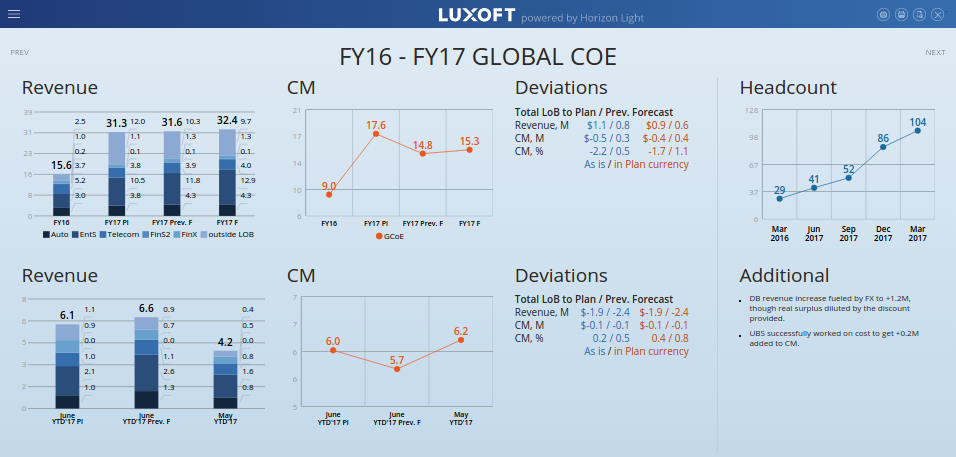 LUXOFT powered by Horizon Light
PREV
FY16 - FY17 GLOBAL COE
NEXT
Revenue
39
31
23
16
8
0
15.6
31.3
31.6
32.4
2.5
1.0
0.2
3.7
5.2
3.0
12.0
1.1
0.1
3.8
10.5
3.8
10.3
1.3
0.1
3.9
11.8
4.3
9.7
1.3
0.1
4.0
12.9
4.3
FY16
FY17 Pl
FY17 Prev. F
FY17 F
Auto EntS Telecom FinS2 FinX outside LOB
CM
21
17
14
10
6
9.0
17.6
14.8
15.3
FY16
FY17 Pl
FY17 Prev. F
FY17 F
GCoE
Deviations
Total LoB to Plan / Prev. Forecast
Revenue, M $1.1 / 0.8 $0.9 / 0.6
CM, M $-0.5 / 0.3 $-0.4 / 0.4
CM, % -2.2 / 0.5 -1.7 / 1.1
As is / in Plan currency
Headcount
128
98
67
37
6
29
41
52
86
104
Mar
2016
Jun
2017
Sep
2017
Dec
2017
Mar
2017
Revenue
8
6
5
3
2
0
6.1
6.6
4.2
1.1
0.9
0.0
1.0
2.1
1.0
0.9
0.7
0.0
1.1
2.6
1.3
0.4
0.5
0.0
0.8
1.6
0.8
June
YTD'17 Pl
June
YTD'17 Prev. F
May
YTD'17
CM
7
7
6
6
5
6.0
5.7
6.2
June
YTD'17 Pl
June
YTD'17 Prev. F
May
YTD'17
Deviations
Total LoB to Plan / Prev. Forecast
Revenue, M $-1.9 / -2.4 $-1.9 / -2.4
CM, M $-0.1 / -0.1 $-0.1 / -0.1
CM, % 0.2 / 0.5 0.4 / 0.8
As is / in Plan currency
Additional
• DB revenue increase fueled by FX to +1.2M,
though real surplus diluted by the discount
provided.
• UBS successfully worked on cost to get +0.2M
added to CM.